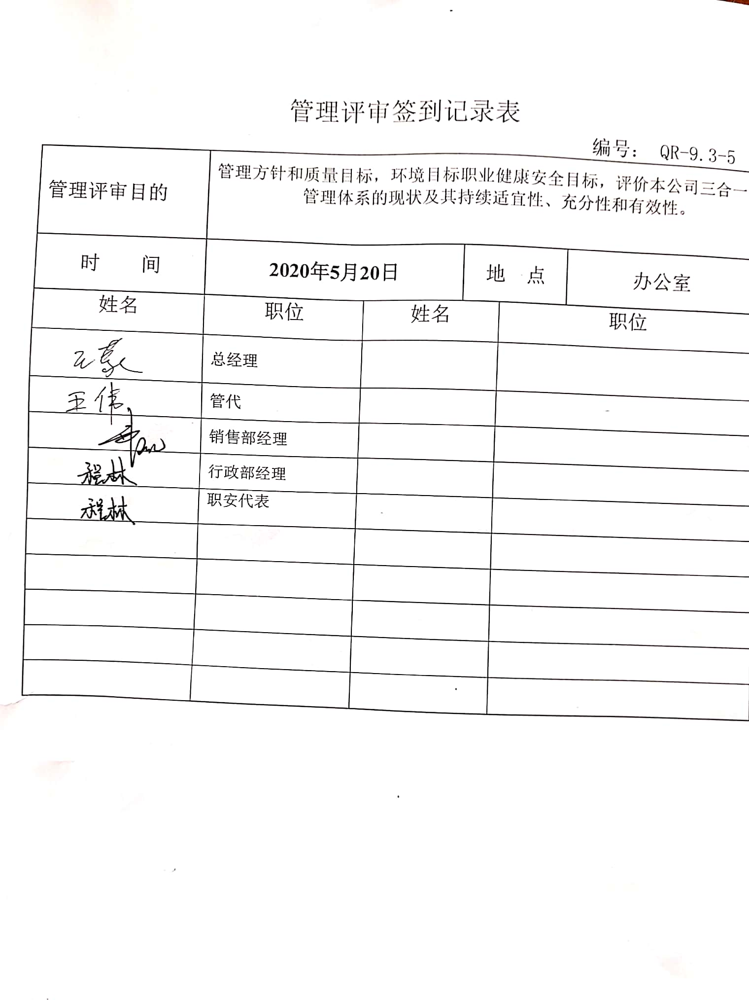 管理评审签到记录表
编号： QR-9.3-5
管理评审目的
管理方针和质量目标，环境目标职业健康安全目标，评价本公司三合一
管理体系的现状及其持续适宜性、充分性和有效性。
时 间 2020年5月20日 地 点 办公室
姓名 职位 姓名 职位
总经理
王伟 管代
销售部经理
程林 行政部经理
程林 职安代表